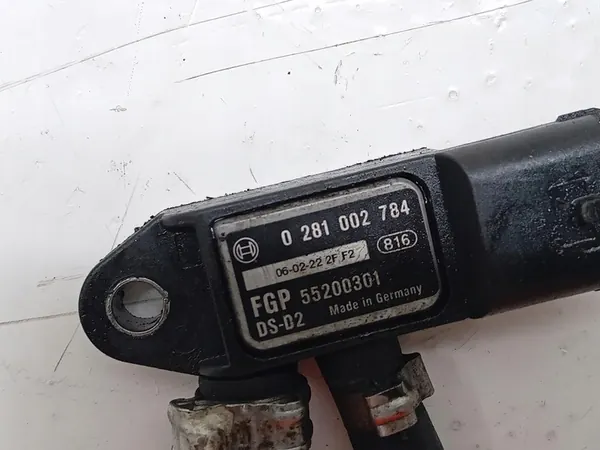 0 281 002 784
06-02-22 2F F2 816
FGP 55200301
DS-D2 Made in Germany